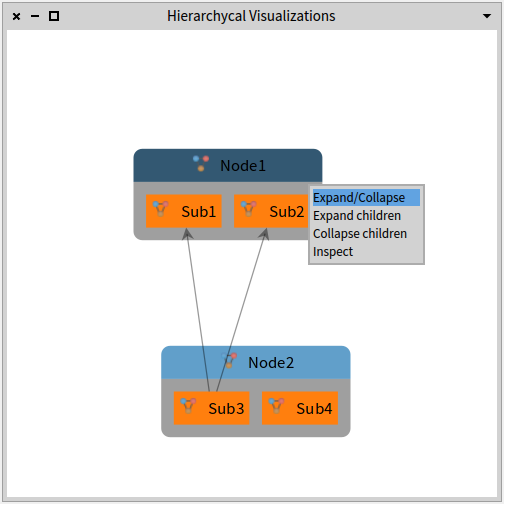 Hierarchycal Visualizations
Node1
Sub1
Sub2
Expand/Collapse
Expand children
Collapse children
Inspect
Node2
Sub3
Sub4